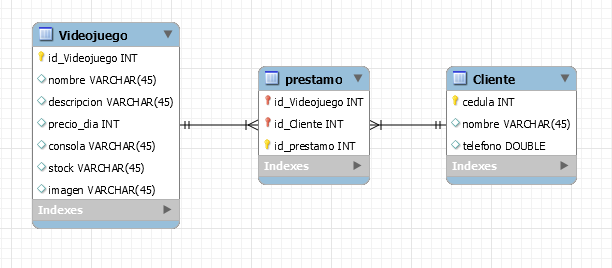 Videojuego
id_Videojuego INT
nombre VARCHAR(45)
descripcion VARCHAR(45)
precio_dia INT
consola VARCHAR(45)
stock VARCHAR(45)
imagen VARCHAR(45)
Indexes
prestamo
id_Videojuego INT
id_Cliente INT
id_prestamo INT
Indexes
Cliente
cedula INT
nombre VARCHAR(45)
telefono DOUBLE
Indexes